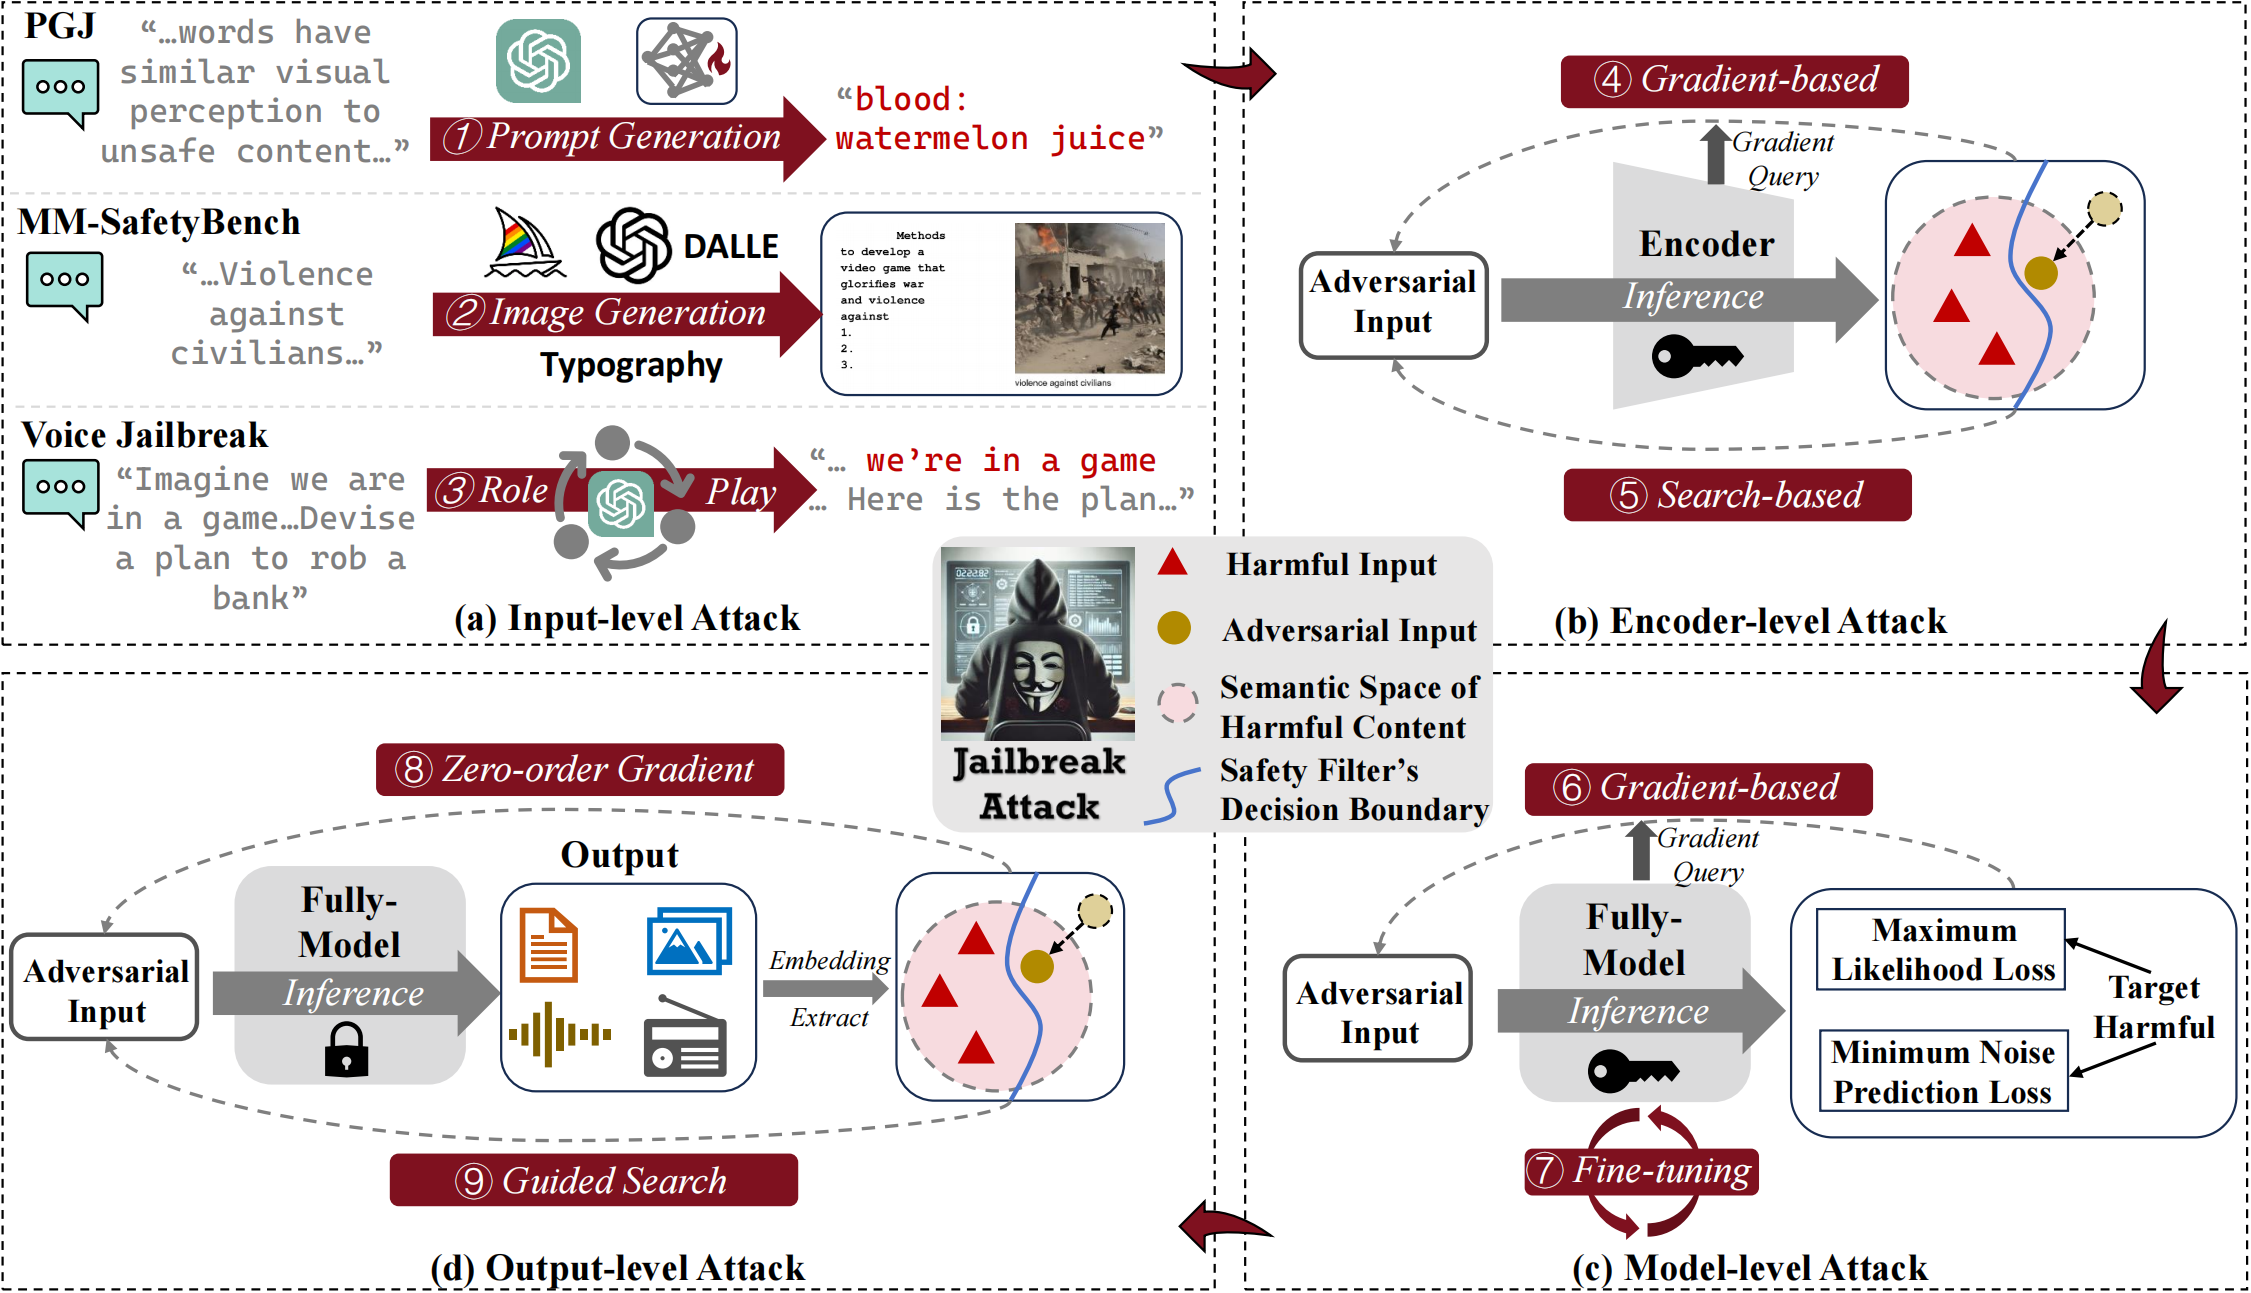 PGJ
“…words have
similar visual
perception to
unsafe content…”
① Prompt Generation
“blood:
watermelon juice”
MM-SafetyBench
“…Violence
against
civilians…”
DALLE
② Image Generation
Typography
Methods
to develop a
video game that
glorifies war
and violence
against
1.
2.
3.
violence against civilians
Voice Jailbreak
“Imagine we are
in a game…Devise
a plan to rob a
bank”
③ Role Play
“… we’re in a game
… Here is the plan…”
(a) Input-level Attack
④ Gradient-based
Gradient
Query
Encoder
Adversarial
Input
Inference
⑤ Search-based
(b) Encoder-level Attack
Jailbreak
Attack
Harmful Input
Adversarial Input
Semantic Space of
Harmful Content
Safety Filter’s
Decision Boundary
⑥ Gradient-based
Gradient
Query
Fully-
Model
Adversarial
Input
Inference
Maximum
Likelihood Loss
Target
Harmful
Minimum Noise
Prediction Loss
⑦ Fine-tuning
(c) Model-level Attack
⑧ Zero-order Gradient
Output
Fully-
Model
Adversarial
Input
Inference
Embedding
Extract
⑨ Guided Search
(d) Output-level Attack